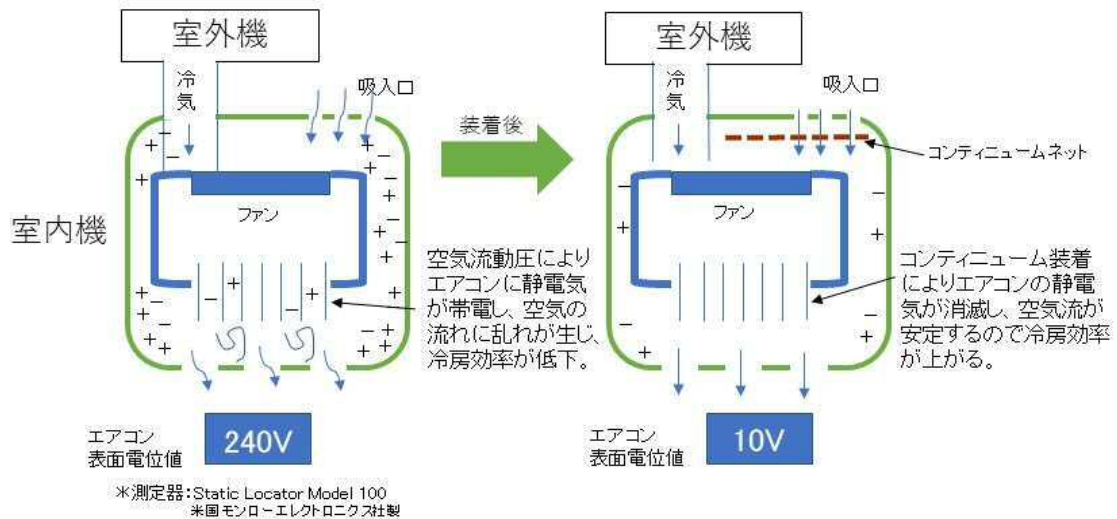 室外機
冷
気
吸入口
装着後
室外機
冷
気
吸入口
コンティニュームネット
室内機
ファン
ファン
空気流動圧により
エアコンに静電気
が帯電し、空気の
流れに乱れが生じ、
冷房効率が低下。
コンティニューム装着
によりエアコンの静電
気が消滅し、空気流が
安定するので冷房効率
が上がる。
エアコン
表面電位値
240V
エアコン
表面電位値
10V
*測定器:Static Locator Model 100
米国モンローエレクトロニクス社製